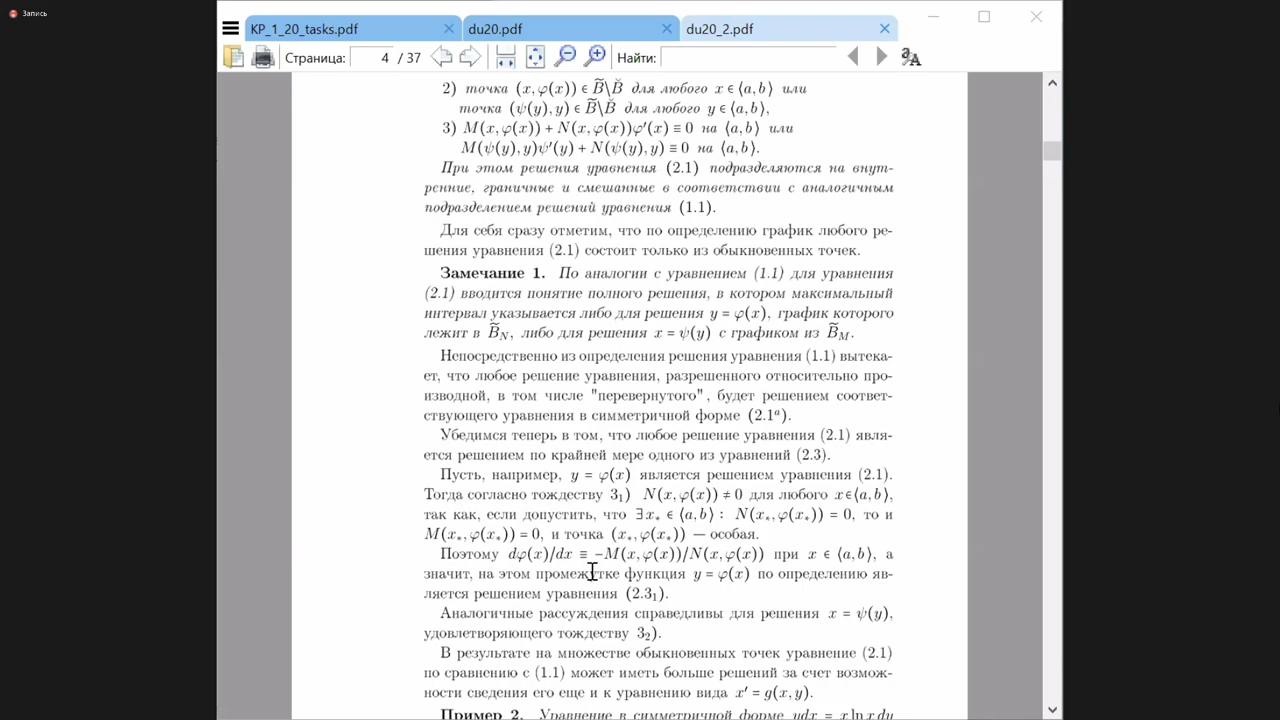 Запись
KP_1_20_tasks.pdf
du20.pdf
du20_2.pdf
Страница: 4 / 37
Найти:
2) точка (x, φ(x)) ∈ B̃\B̆ для любого x ∈ ⟨a, b⟩ или
точка (ψ(y), y) ∈ B̃\B̆ для любого y ∈ ⟨a, b⟩,
3) M(x, φ(x)) + N(x, φ(x))φ′(x) ≡ 0 на ⟨a, b⟩ или
M(ψ(y), y)ψ′(y) + N(ψ(y), y) ≡ 0 на ⟨a, b⟩.
При этом решения уравнения (2.1) подразделяются на внут-
ренние, граничные и смешанные в соответствии с аналогичным
подразделением решений уравнения (1.1).
Для себя сразу отметим, что по определению график любого ре-
шения уравнения (2.1) состоит только из обыкновенных точек.
Замечание 1. По аналогии с уравнением (1.1) для уравнения
(2.1) вводится понятие полного решения, в котором максимальный
интервал указывается либо для решения y = φ(x), график которого
лежит в B̃_N, либо для решения x = ψ(y) с графиком из B̃_M.
Непосредственно из определения решения уравнения (1.1) вытека-
ет, что любое решение уравнения, разрешенного относительно про-
изводной, в том числе "перевернутого", будет решением соответ-
ствующего уравнения в симметричной форме (2.1ᵃ).
Убедимся теперь в том, что любое решение уравнения (2.1) явля-
ется решением по крайней мере одного из уравнений (2.3).
Пусть, например, y = φ(x) является решением уравнения (2.1).
Тогда согласно тождеству 3₁) N(x, φ(x)) ≠ 0 для любого x∈⟨a, b⟩,
так как, если допустить, что ∃ x∗ ∈ ⟨a, b⟩ : N(x∗, φ(x∗)) = 0, то и
M(x∗, φ(x∗)) = 0, и точка (x∗, φ(x∗)) — особая.
Поэтому dφ(x)/dx ≡ −M(x, φ(x))/N(x, φ(x)) при x ∈ ⟨a, b⟩, а
значит, на этом промежутке функция y = φ(x) по определению яв-
ляется решением уравнения (2.3₁).
Аналогичные рассуждения справедливы для решения x = ψ(y),
удовлетворяющего тождеству 3₂).
В результате на множестве обыкновенных точек уравнение (2.1)
по сравнению с (1.1) может иметь больше решений за счет возмож-
ности сведения его еще и к уравнению вида x′ = g(x, y).
Пример 2. Уравнение в симметричной форме ydx = x ln x dy